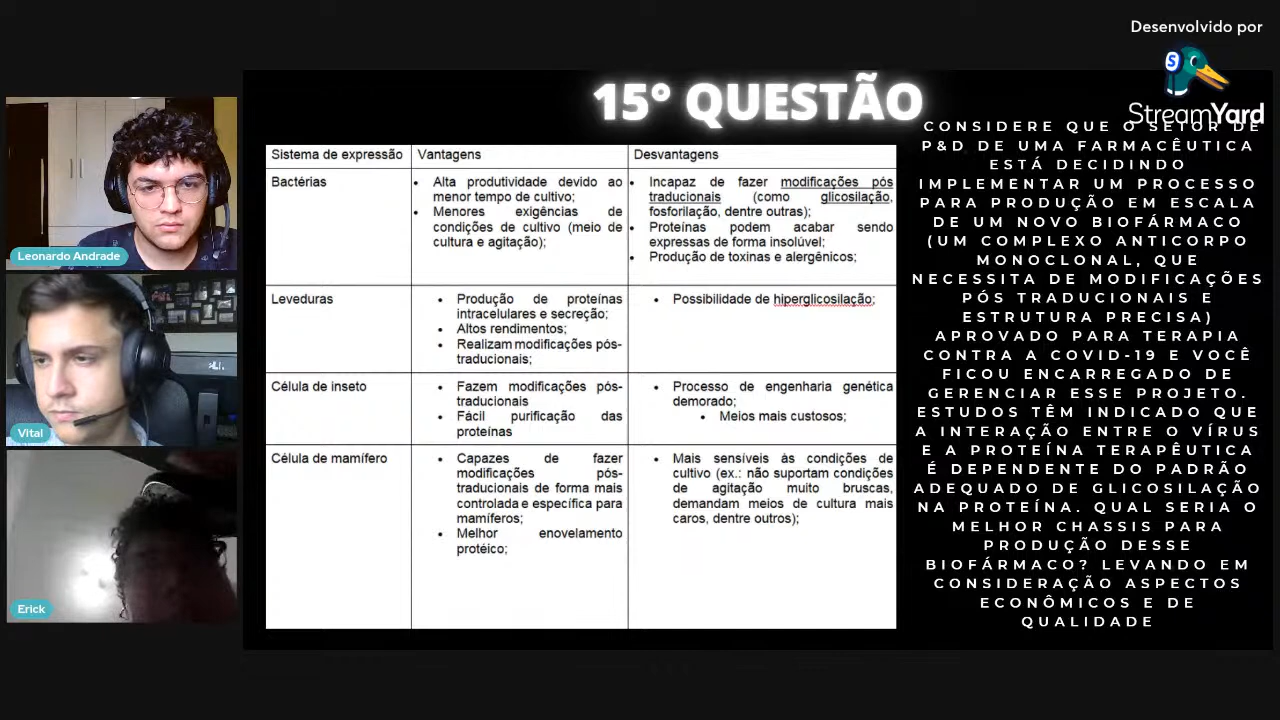 Desenvolvido por
StreamYard
15° QUESTÃO
Leonardo Andrade
Vital
Erick
Sistema de expressão
Vantagens
Desvantagens
Bactérias
Alta produtividade devido ao
menor tempo de cultivo;
Menores exigências de
condições de cultivo (meio de
cultura e agitação);
Incapaz de fazer modificações pós
traducionais (como glicosilação,
fosforilação, dentre outras);
Proteínas podem acabar sendo
expressas de forma insolúvel;
Produção de toxinas e alergênicos;
Leveduras
Produção de proteínas
intracelulares e secreção;
Altos rendimentos;
Realizam modificações pós-
traducionais;
Possibilidade de hiperglicosilação;
Célula de inseto
Fazem modificações pós-
traducionais
Fácil purificação das
proteínas
Processo de engenharia genética
demorado;
Meios mais custosos;
Célula de mamífero
Capazes de fazer
modificações pós-
traducionais de forma mais
controlada e específica para
mamíferos;
Melhor enovelamento
protéico;
Mais sensíveis às condições de
cultivo (ex.: não suportam condições
de agitação muito bruscas,
demandam meios de cultura mais
caros, dentre outros);
CONSIDERE QUE O SETOR DE
P&D DE UMA FARMACÊUTICA
ESTÁ DECIDINDO
IMPLEMENTAR UM PROCESSO
PARA PRODUÇÃO EM ESCALA
DE UM NOVO BIOFÁRMACO
(UM COMPLEXO ANTICORPO
MONOCLONAL, QUE
NECESSITA DE MODIFICAÇÕES
PÓS TRADUCIONAIS E
ESTRUTURA PRECISA)
APROVADO PARA TERAPIA
CONTRA A COVID-19 E VOCÊ
FICOU ENCARREGADO DE
GERENCIAR ESSE PROJETO.
ESTUDOS TÊM INDICADO QUE
A INTERAÇÃO ENTRE O VÍRUS
E A PROTEÍNA TERAPÊUTICA
É DEPENDENTE DO PADRÃO
ADEQUADO DE GLICOSILAÇÃO
NA PROTEÍNA. QUAL SERIA O
MELHOR CHASSIS PARA
PRODUÇÃO DESSE
BIOFÁRMACO? LEVANDO EM
CONSIDERAÇÃO ASPECTOS
ECONÔMICOS E DE
QUALIDADE